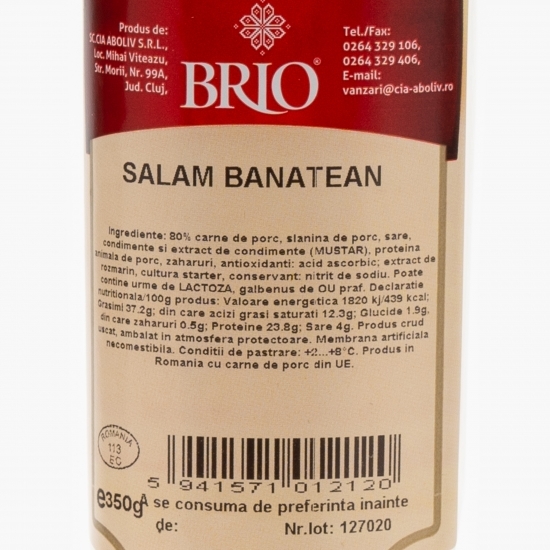 Produs de:
SC.CIA ABOLIV S.R.L.,
Loc. Mihai Viteazu,
Str. Morii, Nr. 99A,
Jud. Cluj,
BRIO®
Tel./Fax:
0264 329 106,
0264 329 406,
E-mail:
vanzari@cia-aboliv.ro
SALAM BANATEAN
Ingrediente: 80% carne de porc, slanina de porc, sare,
condimente si extract de condimente (MUSTAR), proteina
animala de porc, zaharuri, antioxidanti: acid ascorbic; extract de
rozmarin, cultura starter, conservant: nitrit de sodiu. Poate
contine urme de LACTOZA, galbenus de OU praf. Declaratie
nutritionala/100g produs: Valoare energetica 1820 kj/439 kcal;
Grasimi 37.2g; din care acizi grasi saturati 12.3g; Glucide 1.9g,
din care zaharuri 0.5g; Proteine 23.8g; Sare 4g. Produs crud
uscat, ambalat in atmosfera protectoare. Membrana artificiala
necomestibila. Conditii de pastrare: +2...+8°C. Produs in
Romania cu carne de porc din UE.
ROMANIA
113
EC
5 941571 012120
e350g
A se consuma de preferinta inainte
de:
Nr.lot: 127020